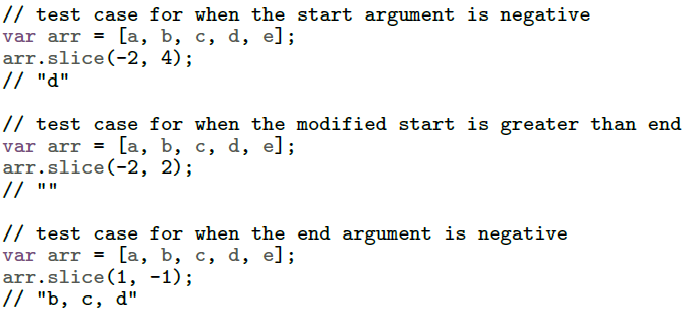 // test case for when the start argument is negative
var arr = [a, b, c, d, e];
arr.slice(-2, 4);
// "d"
// test case for when the modified start is greater than end
var arr = [a, b, c, d, e];
arr.slice(-2, 2);
// ""
// test case for when the end argument is negative
var arr = [a, b, c, d, e];
arr.slice(1, -1);
// "b, c, d"